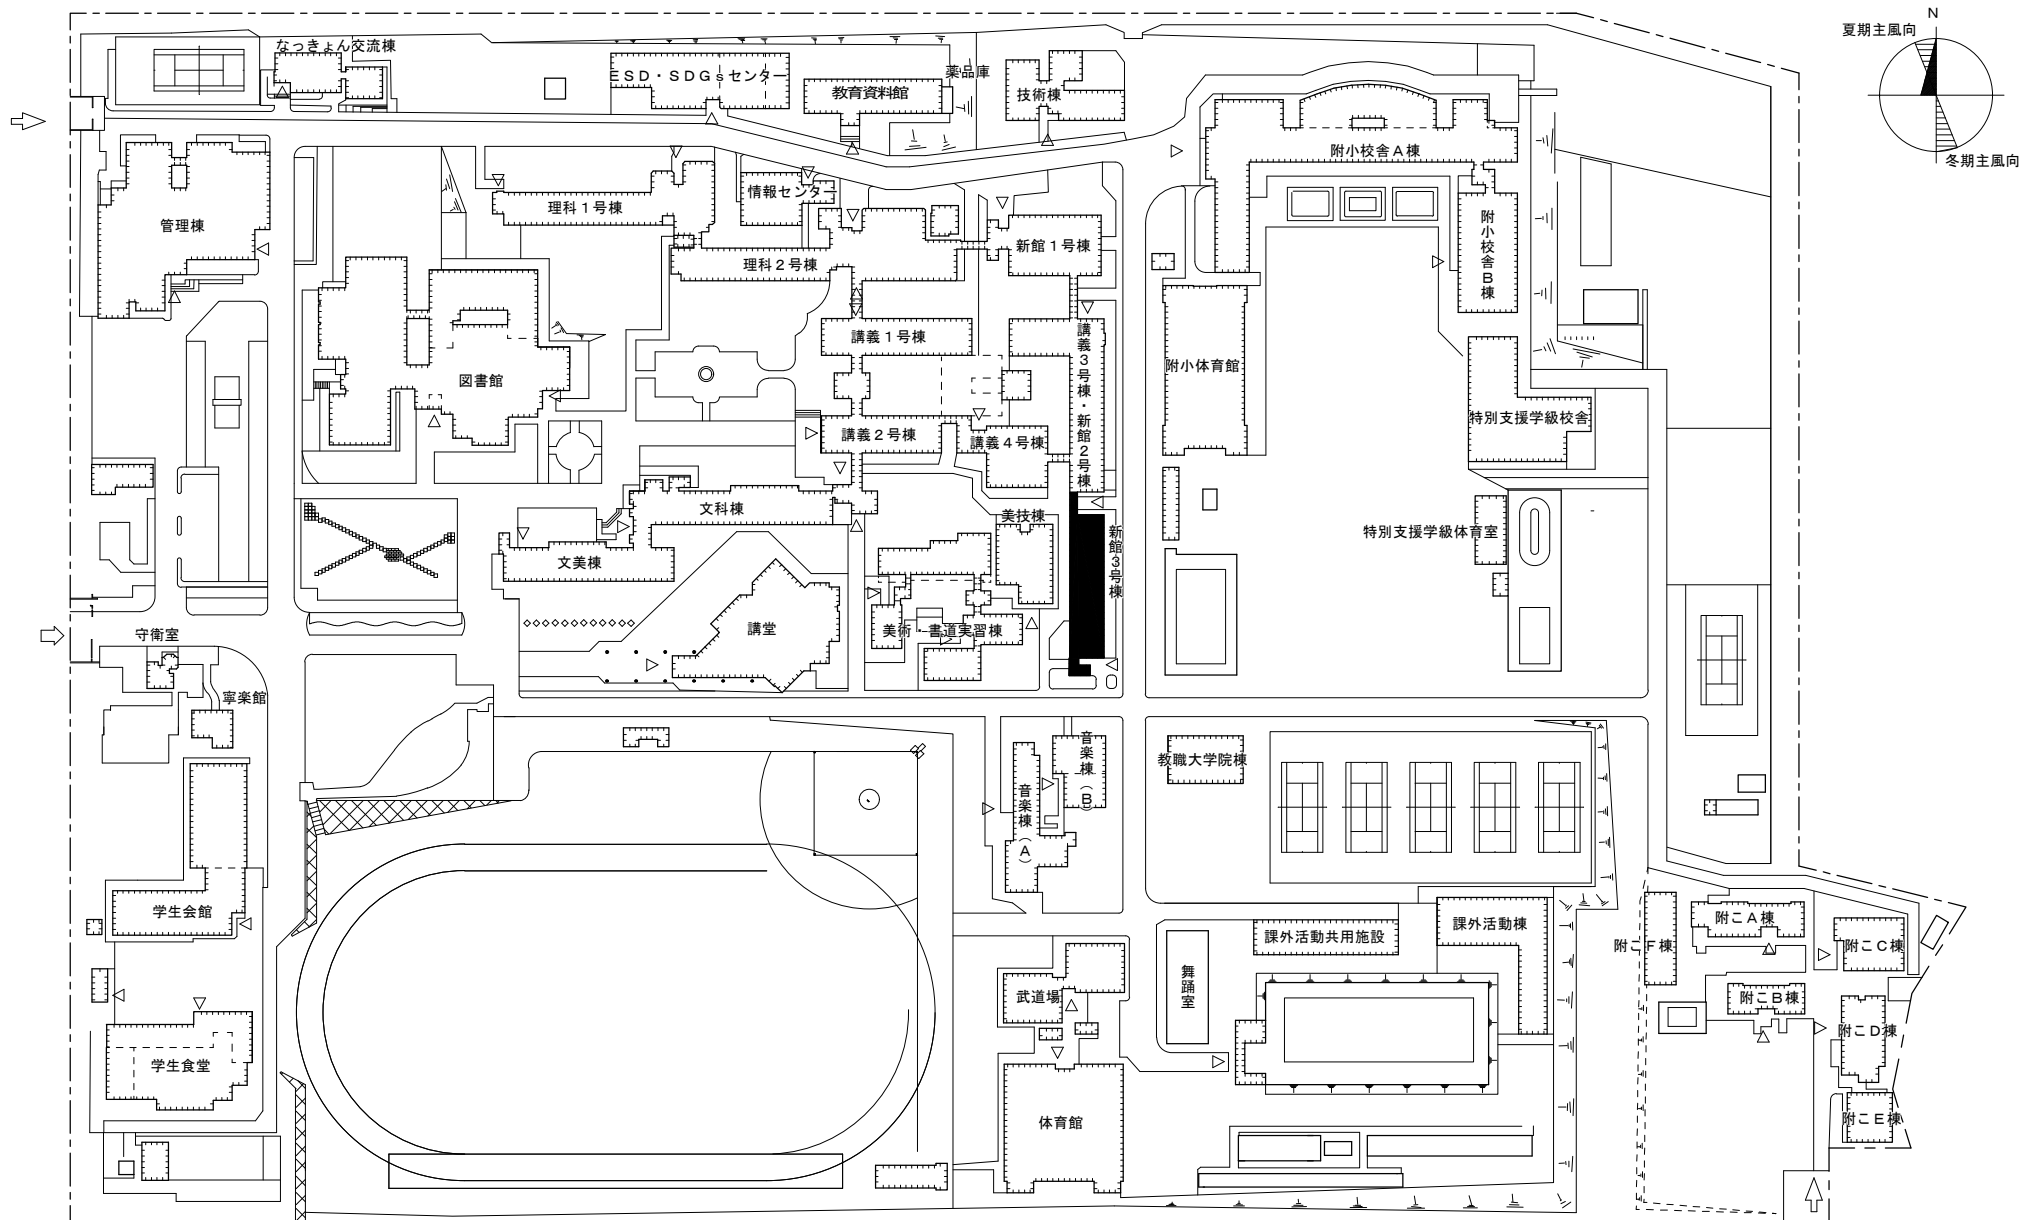 N
夏期主風向
冬期主風向
なっきょん交流棟
ESD・SDGsセンター
教育資料館
薬品庫
技術棟
附小校舎A棟
管理棟
理科1号棟
情報センター
理科2号棟
新館1号棟
附小校舎B棟
図書館
講義1号棟
講義3号棟・新館2号棟
附小体育館
講義2号棟
講義4号棟
特別支援学級校舎
文科棟
美技棟
新館3号棟
特別支援学級体育室
文美棟
講堂
美術・書道実習棟
守衛室
寧楽館
音楽棟(B)
音楽棟(A)
教職大学院棟
学生会館
課外活動共用施設
課外活動棟
附こA棟
附こF棟
附こC棟
舞踊室
武道場
附こB棟
附こD棟
学生食堂
体育館
附こE棟